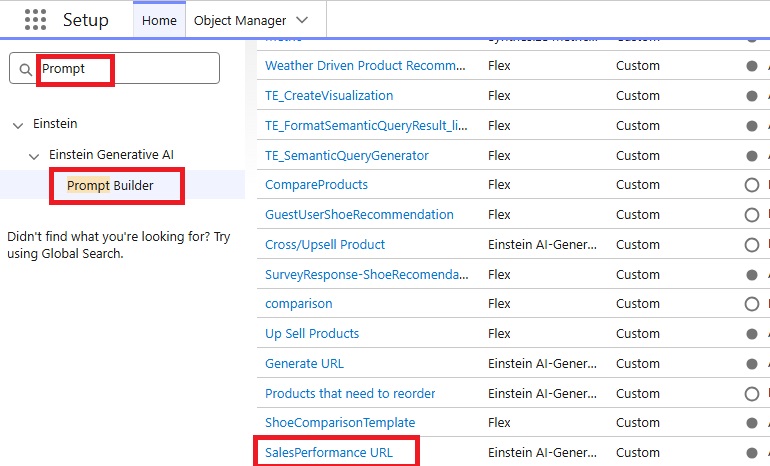 Setup Home Object Manager
Prompt
Einstein
Einstein Generative AI
Prompt Builder
Didn't find what you're looking for? Try
using Global Search.
Weather Driven Product Recomm... Flex Custom
TE_CreateVisualization Flex Custom
TE_FormatSemanticQueryResult_li... Flex Custom
TE_SemanticQueryGenerator Flex Custom
CompareProducts Flex Custom
GuestUserShoeRecommendation Flex Custom
Cross/Upsell Product Einstein AI-Gener... Custom
SurveyResponse-ShoeRecomenda... Flex Custom
comparison Flex Custom
Up Sell Products Flex Custom
Generate URL Einstein AI-Gener... Custom
Products that need to reorder Einstein AI-Gener... Custom
ShoeComparisonTemplate Flex Custom
SalesPerformance URL Einstein AI-Gener... Custom